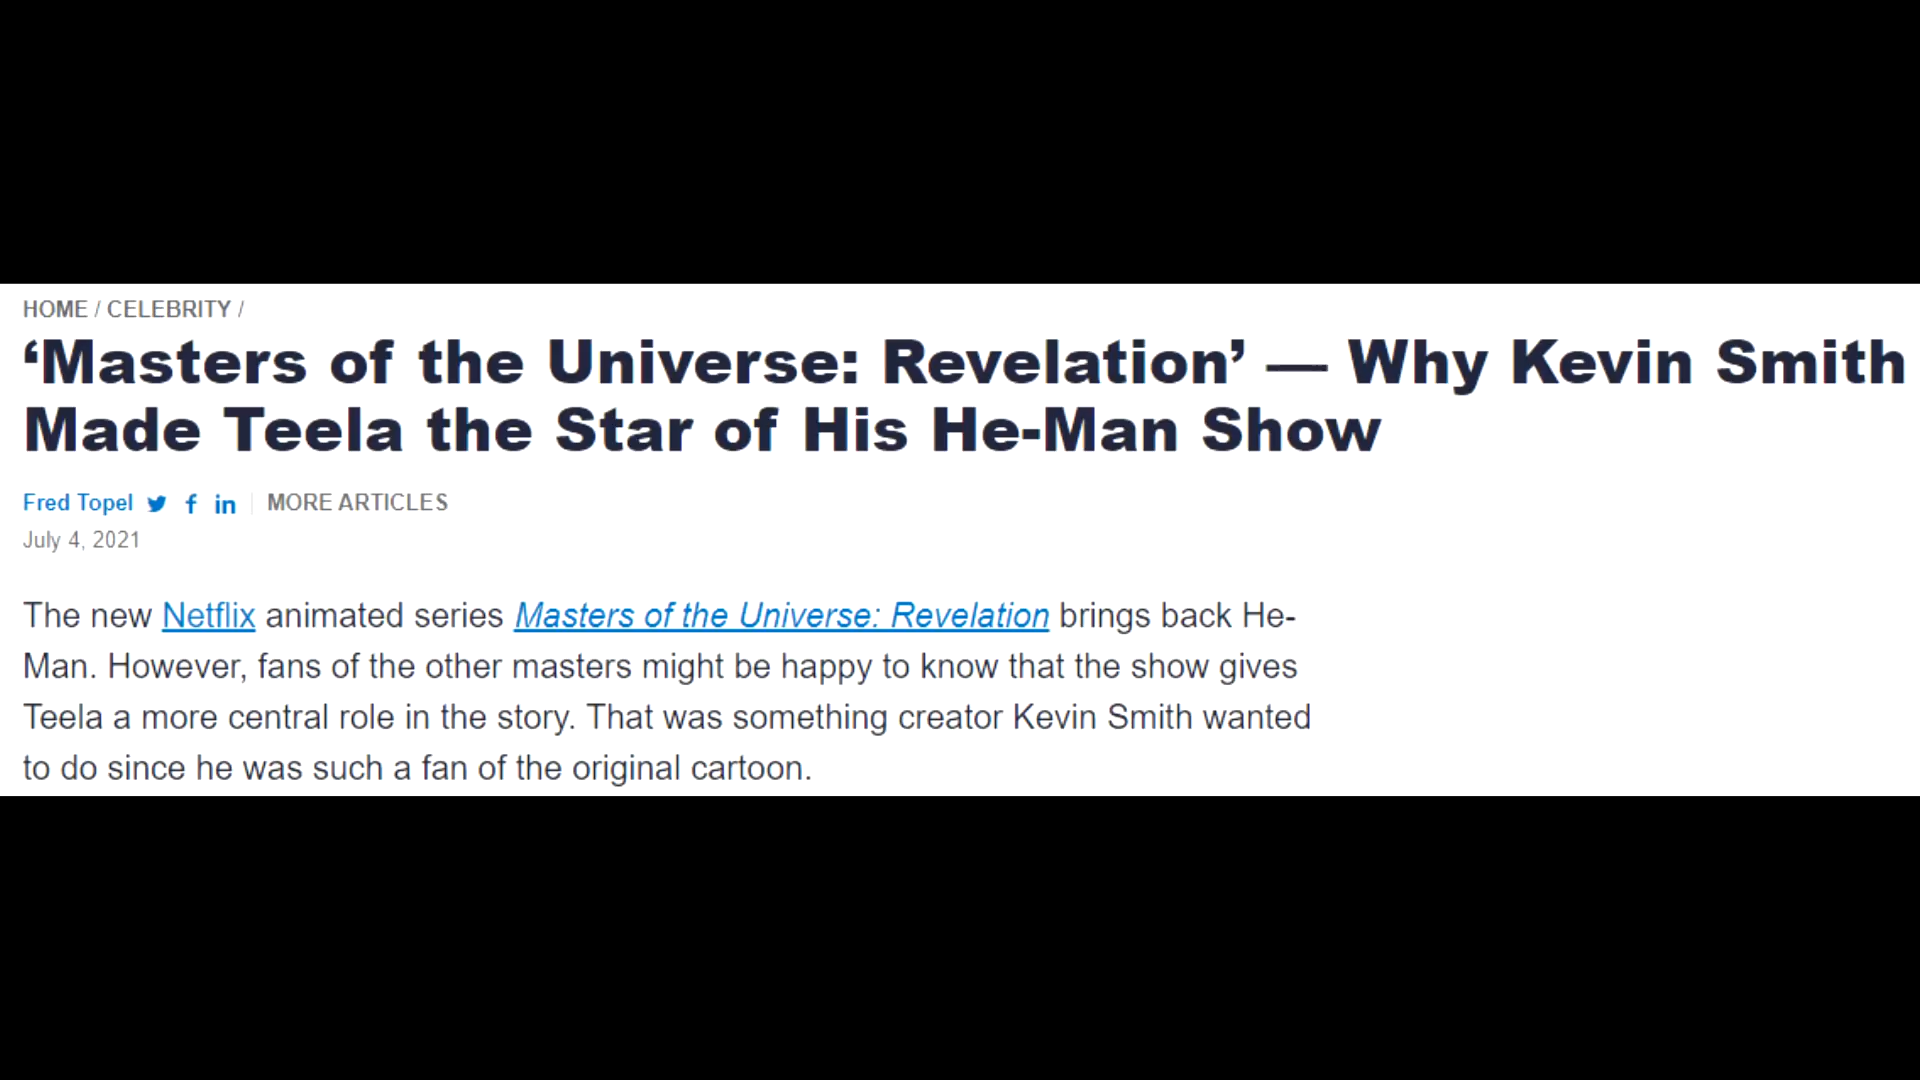 HOME / CELEBRITY /
‘Masters of the Universe: Revelation’ — Why Kevin Smith
Made Teela the Star of His He-Man Show
Fred Topel MORE ARTICLES
July 4, 2021
The new Netflix animated series Masters of the Universe: Revelation brings back He-
Man. However, fans of the other masters might be happy to know that the show gives
Teela a more central role in the story. That was something creator Kevin Smith wanted
to do since he was such a fan of the original cartoon.